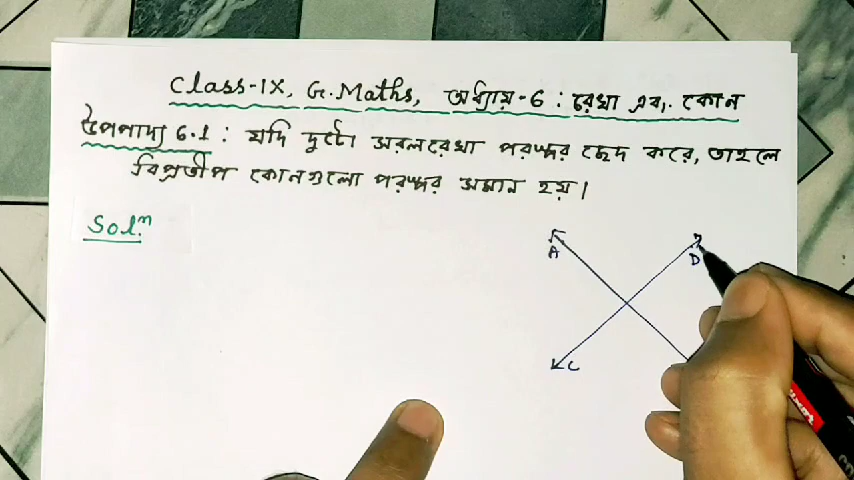 Class-IX, G.Maths, অধ্যায়-6 : রেখা এবং কোন
উপপাদ্য 6.1 : যদি দুটো সরলরেখা পরস্পর ছেদ করে, তাহলে
বিপ্রতীপ কোনগুলো পরস্পর সমান হয়।
Solⁿ.
A
D
C